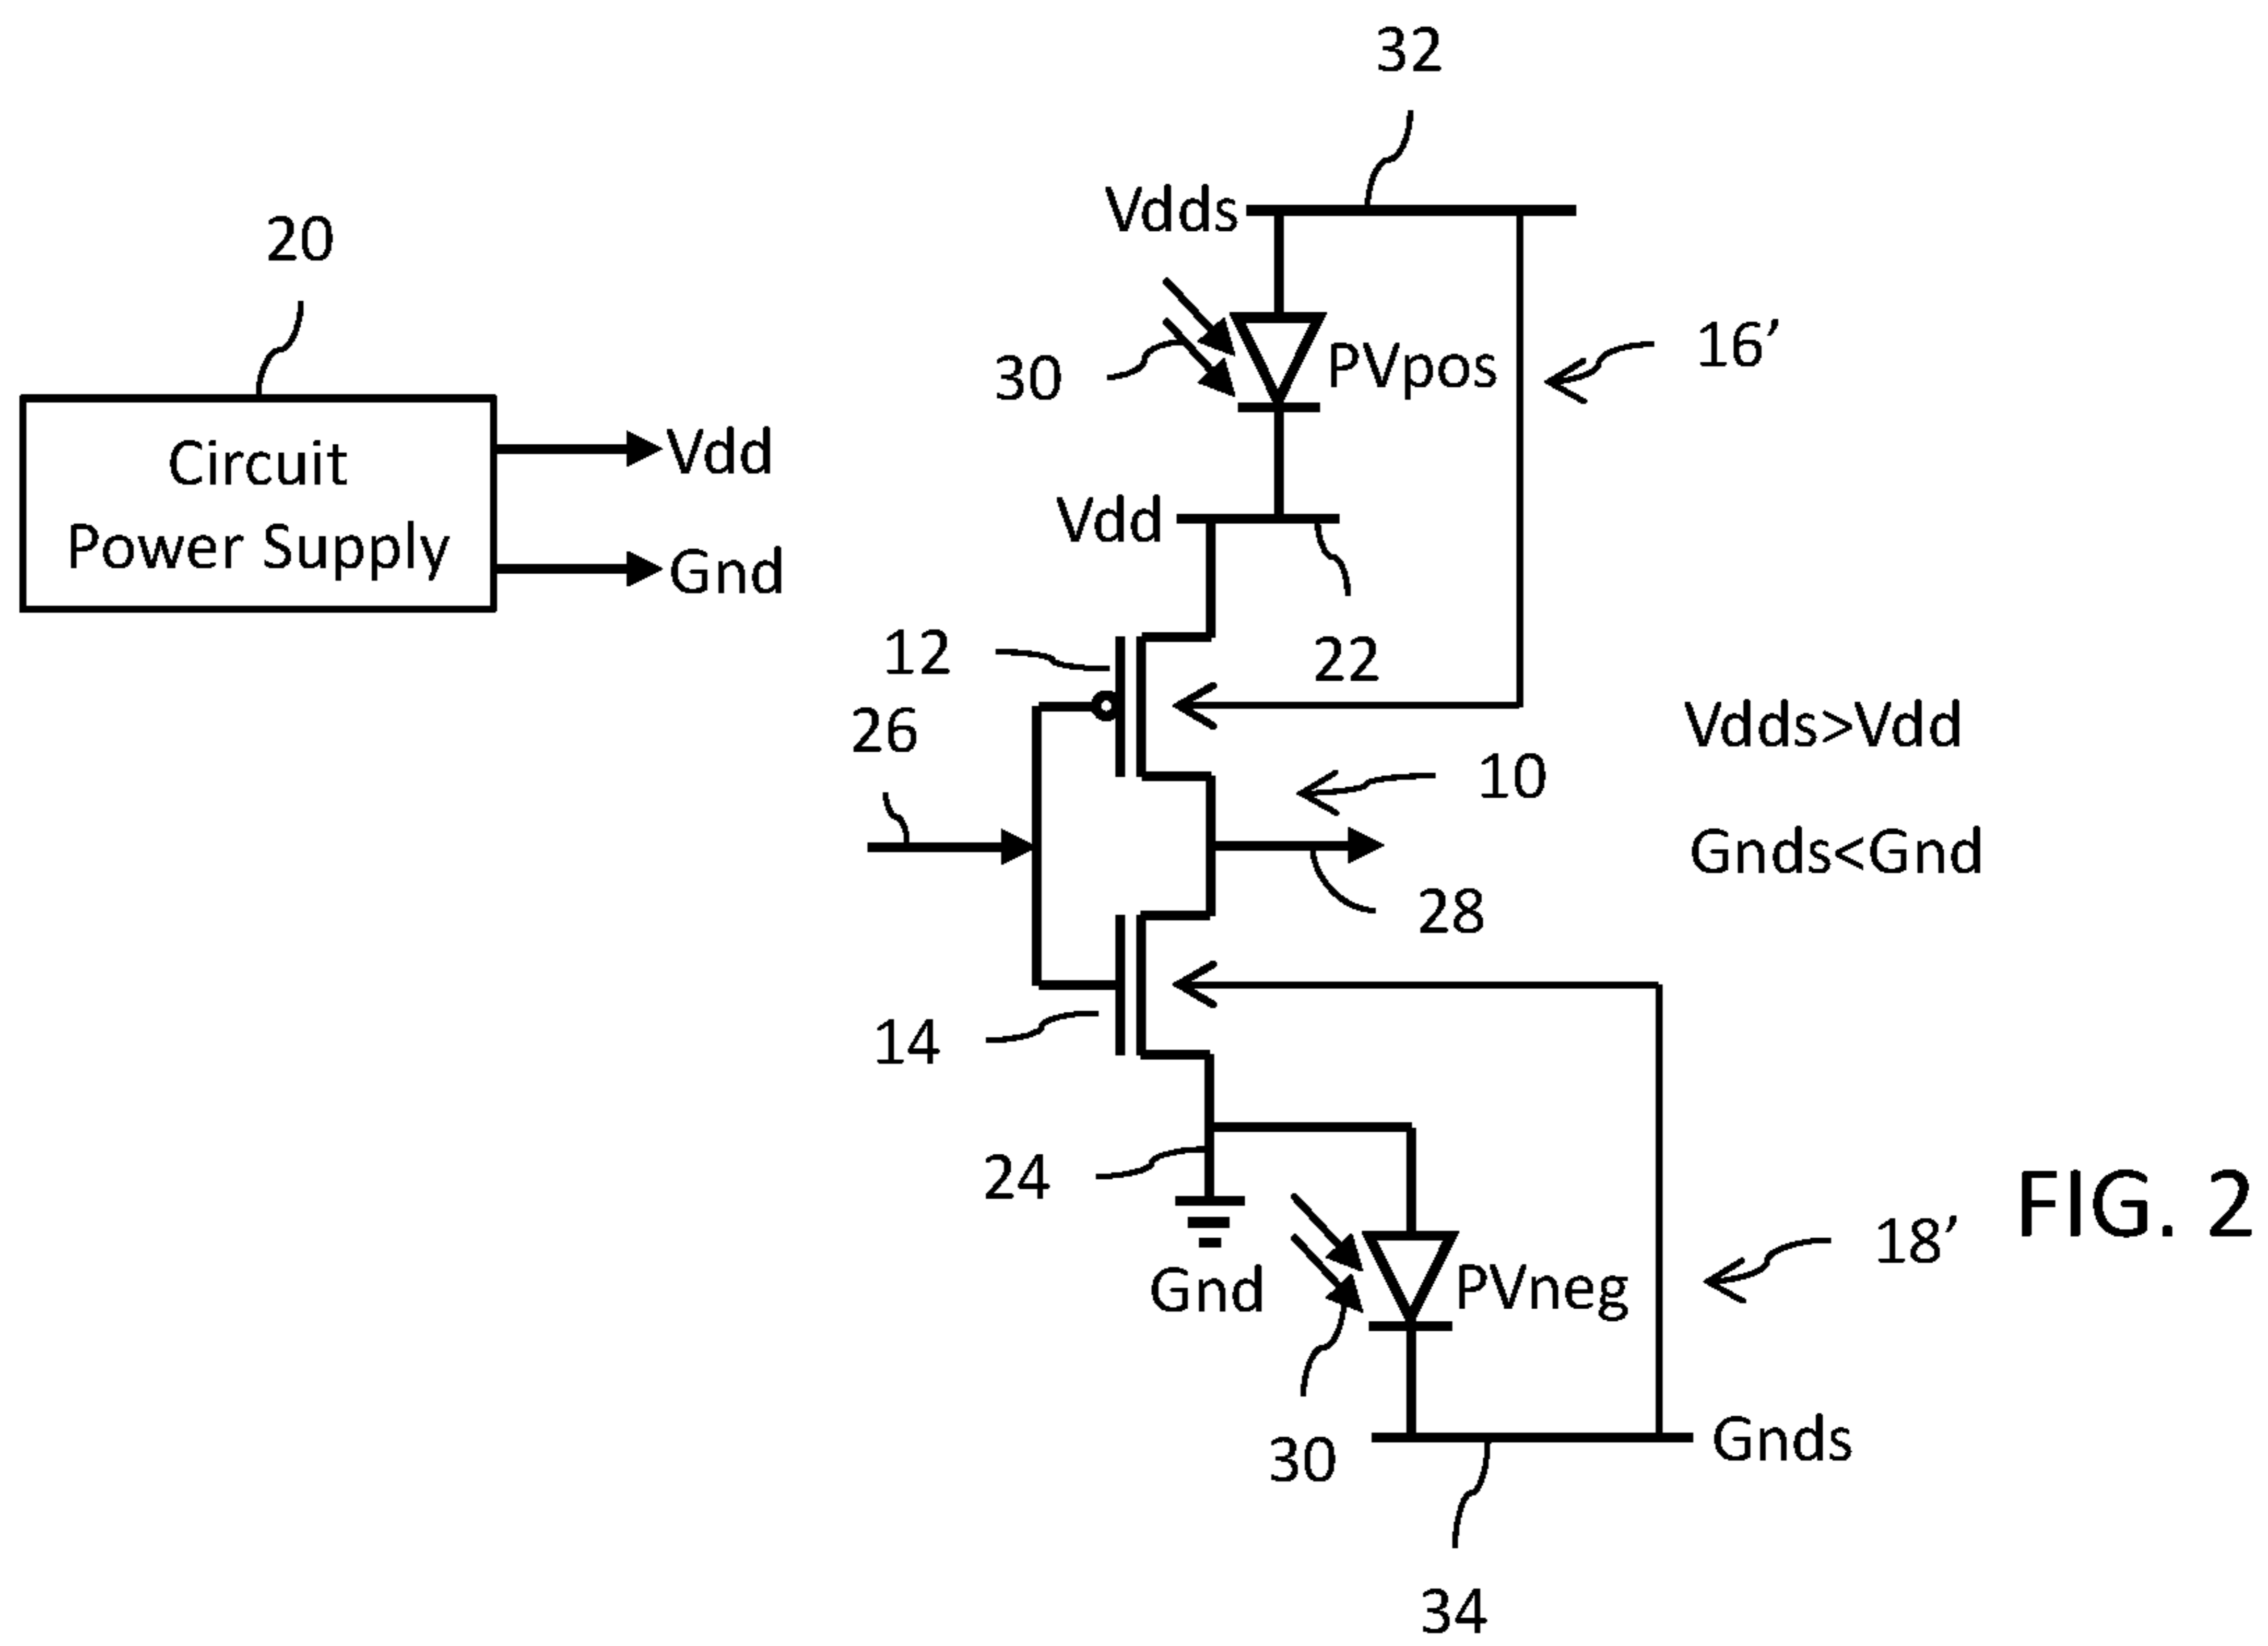 32
Vdds
20
30
PVpos
16’
Circuit
Power Supply
Vdd
Gnd
Vdd
12
22
26
Vdds>Vdd
10
Gnds<Gnd
28
14
24
Gnd
PVneg
18’
FIG. 2
30
Gnds
34